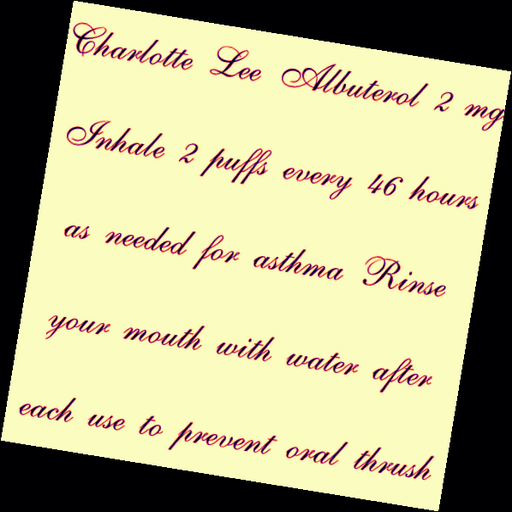 Charlotte Lee Albuterol 2 mg
Inhale 2 puffs every 46 hours
as needed for asthma Rinse
your mouth with water after
each use to prevent oral thrush